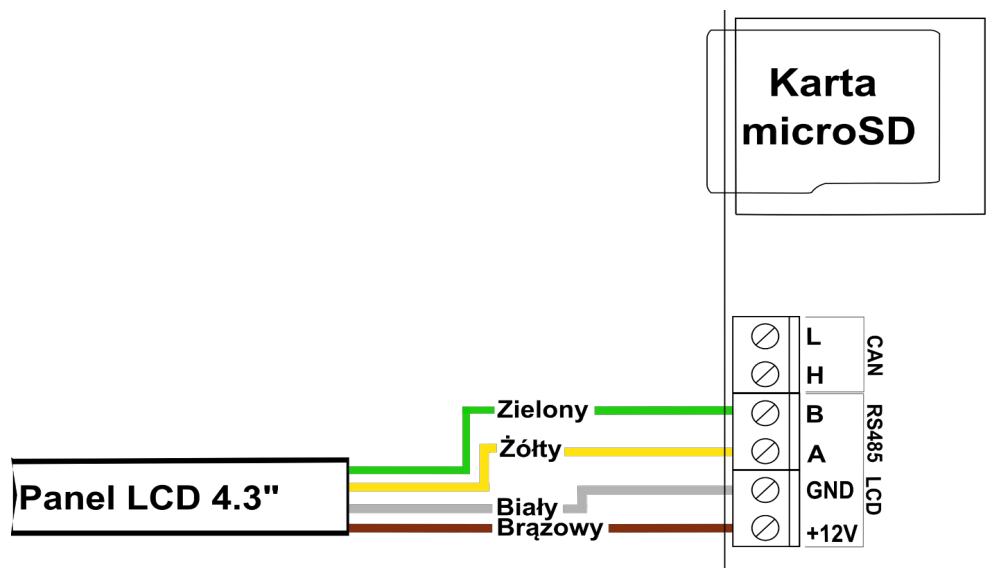 Karta
microSD
L
H
CAN
Zielony
B
Żółty
A
RS485
Panel LCD 4.3"
Biały
GND
LCD
Brązowy
+12V